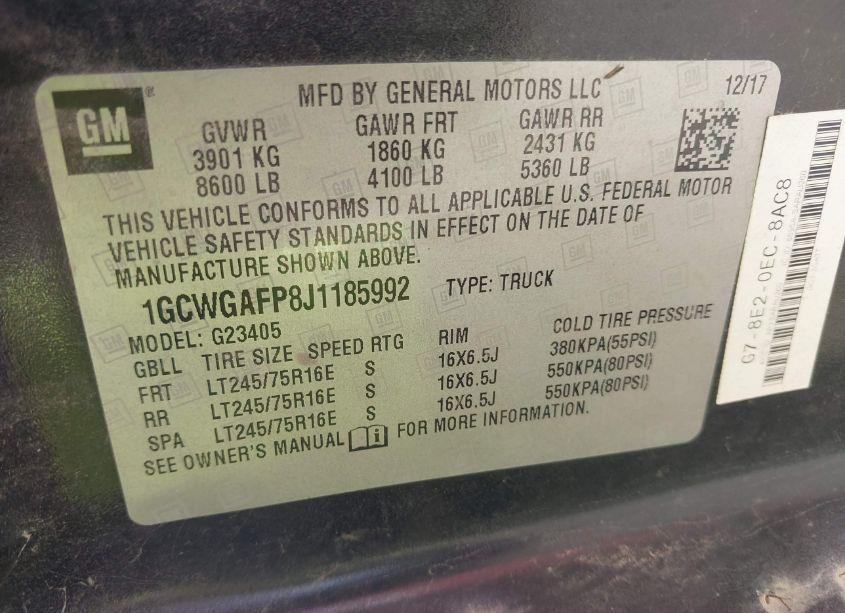 GM
MFD BY GENERAL MOTORS LLC 12/17
GVWR GAWR FRT GAWR RR
3901 KG 1860 KG 2431 KG
8600 LB 4100 LB 5360 LB
THIS VEHICLE CONFORMS TO ALL APPLICABLE U.S. FEDERAL MOTOR
VEHICLE SAFETY STANDARDS IN EFFECT ON THE DATE OF
MANUFACTURE SHOWN ABOVE.
1GCWGAFP8J1185992 TYPE: TRUCK
MODEL: G23405
GBLL TIRE SIZE SPEED RTG RIM COLD TIRE PRESSURE
FRT LT245/75R16E S 16X6.5J 380KPA(55PSI)
RR LT245/75R16E S 16X6.5J 550KPA(80PSI)
SPA LT245/75R16E S 16X6.5J 550KPA(80PSI)
SEE OWNER'S MANUAL FOR MORE INFORMATION.
G7-8E2-0EC-8AC8